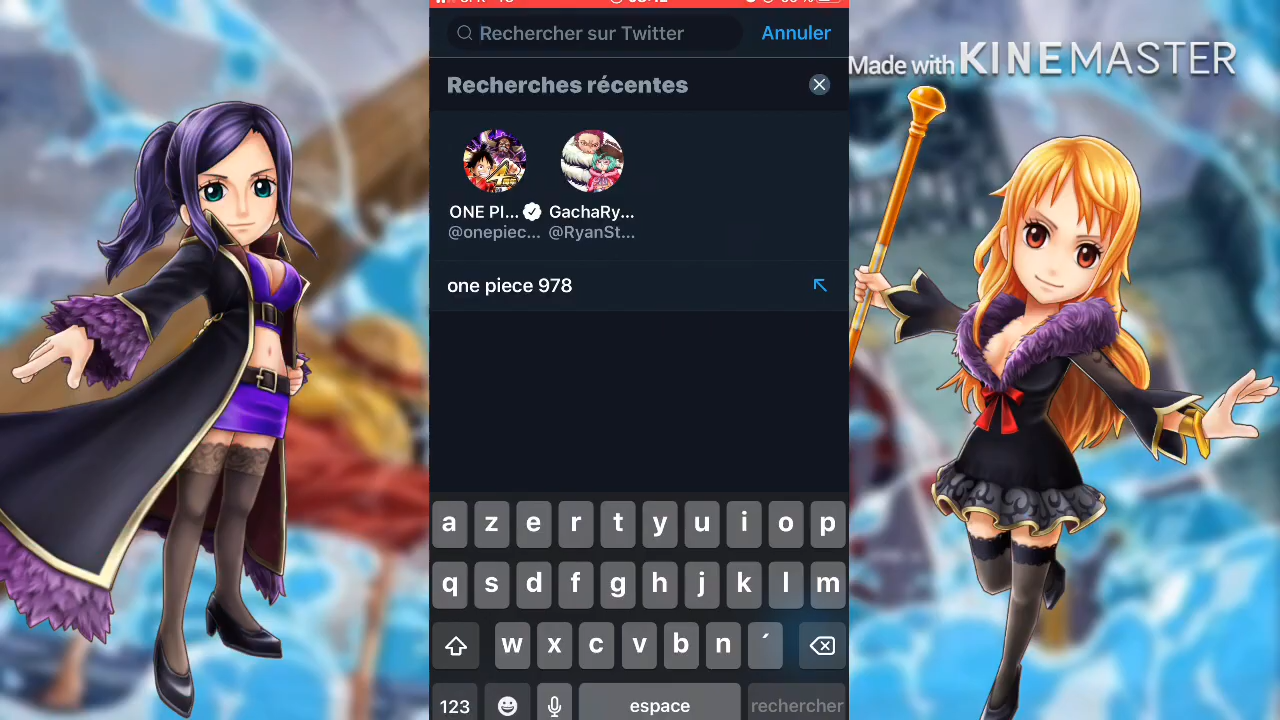 Rechercher sur Twitter
Annuler
Made with KINEMASTER
Recherches récentes
ONE PI... GachaRy...
@onepiec... @RyanSt...
one piece 978
a z e r t y u i o p
q s d f g h j k l m
w x c v b n ´
123 espace rechercher